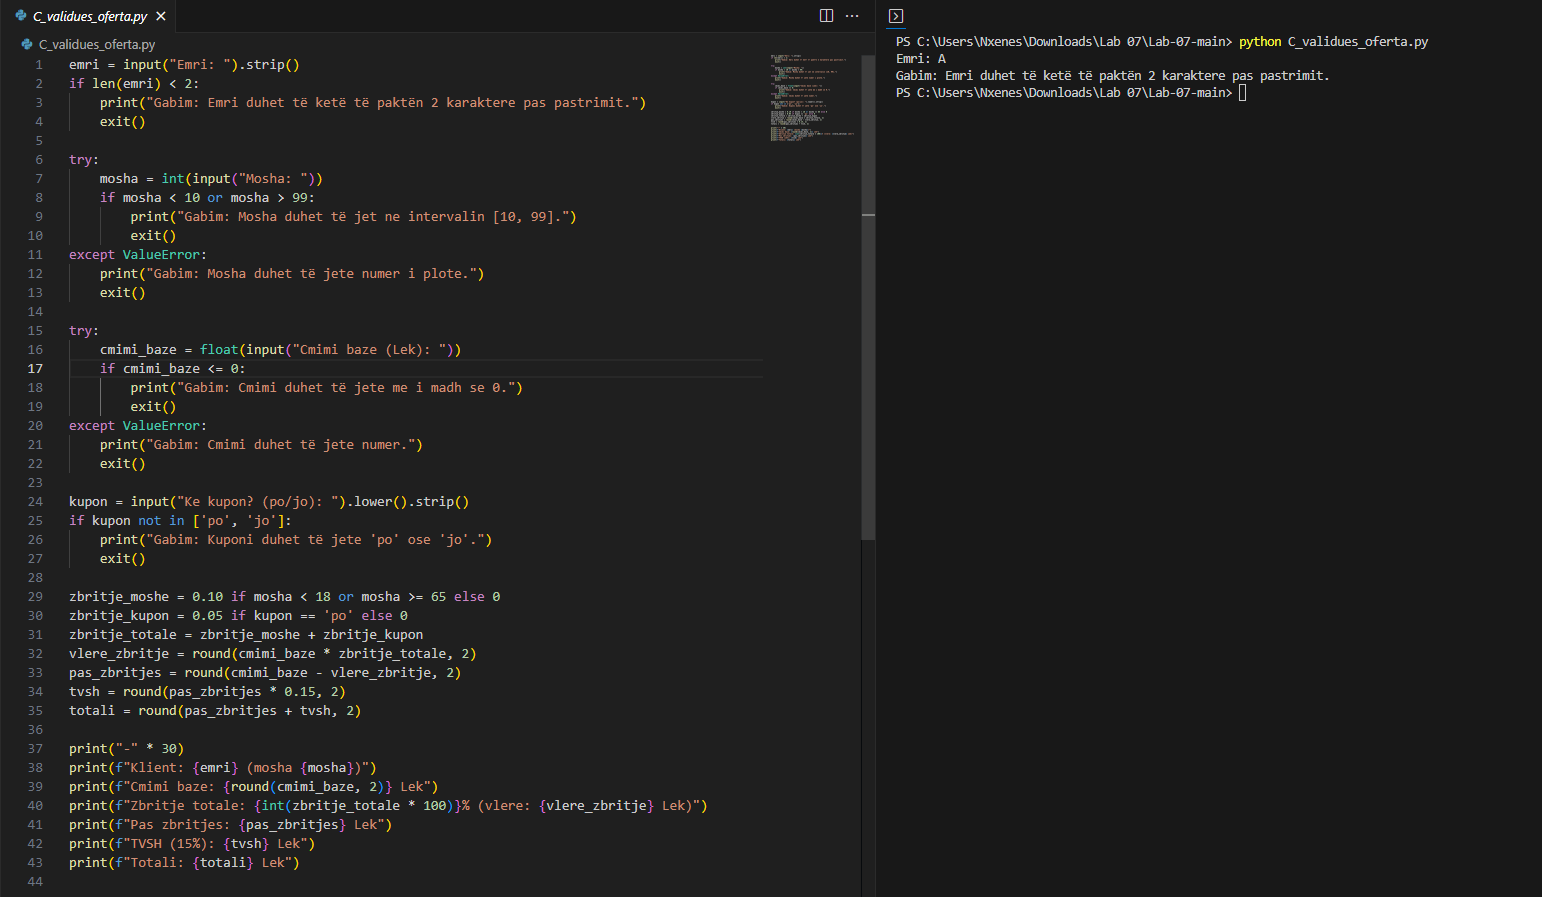 C_validues_oferta.py
C_validues_oferta.py
1 emri = input("Emri: ").strip()
2 if len(emri) < 2:
3     print("Gabim: Emri duhet të ketë të paktën 2 karaktere pas pastrimit.")
4     exit()
5
6 try:
7     mosha = int(input("Mosha: "))
8     if mosha < 10 or mosha > 99:
9         print("Gabim: Mosha duhet të jet ne intervalin [10, 99].")
10         exit()
11 except ValueError:
12     print("Gabim: Mosha duhet të jete numer i plote.")
13     exit()
14
15 try:
16     cmimi_baze = float(input("Cmimi baze (Lek): "))
17     if cmimi_baze <= 0:
18         print("Gabim: Cmimi duhet të jete me i madh se 0.")
19         exit()
20 except ValueError:
21     print("Gabim: Cmimi duhet të jete numer.")
22     exit()
23
24 kupon = input("Ke kupon? (po/jo): ").lower().strip()
25 if kupon not in ['po', 'jo']:
26     print("Gabim: Kuponi duhet të jete 'po' ose 'jo'.")
27     exit()
28
29 zbritje_moshe = 0.10 if mosha < 18 or mosha >= 65 else 0
30 zbritje_kupon = 0.05 if kupon == 'po' else 0
31 zbritje_totale = zbritje_moshe + zbritje_kupon
32 vlere_zbritje = round(cmimi_baze * zbritje_totale, 2)
33 pas_zbritjes = round(cmimi_baze - vlere_zbritje, 2)
34 tvsh = round(pas_zbritjes * 0.15, 2)
35 totali = round(pas_zbritjes + tvsh, 2)
36
37 print("-" * 30)
38 print(f"Klient: {emri} (mosha {mosha})")
39 print(f"Cmimi baze: {round(cmimi_baze, 2)} Lek")
40 print(f"Zbritje totale: {int(zbritje_totale * 100)}% (vlere: {vlere_zbritje} Lek)")
41 print(f"Pas zbritjes: {pas_zbritjes} Lek")
42 print(f"TVSH (15%): {tvsh} Lek")
43 print(f"Totali: {totali} Lek")
44
PS C:\Users\Nxenes\Downloads\Lab 07\Lab-07-main> python C_validues_oferta.py
Emri: A
Gabim: Emri duhet të ketë të paktën 2 karaktere pas pastrimit.
PS C:\Users\Nxenes\Downloads\Lab 07\Lab-07-main>